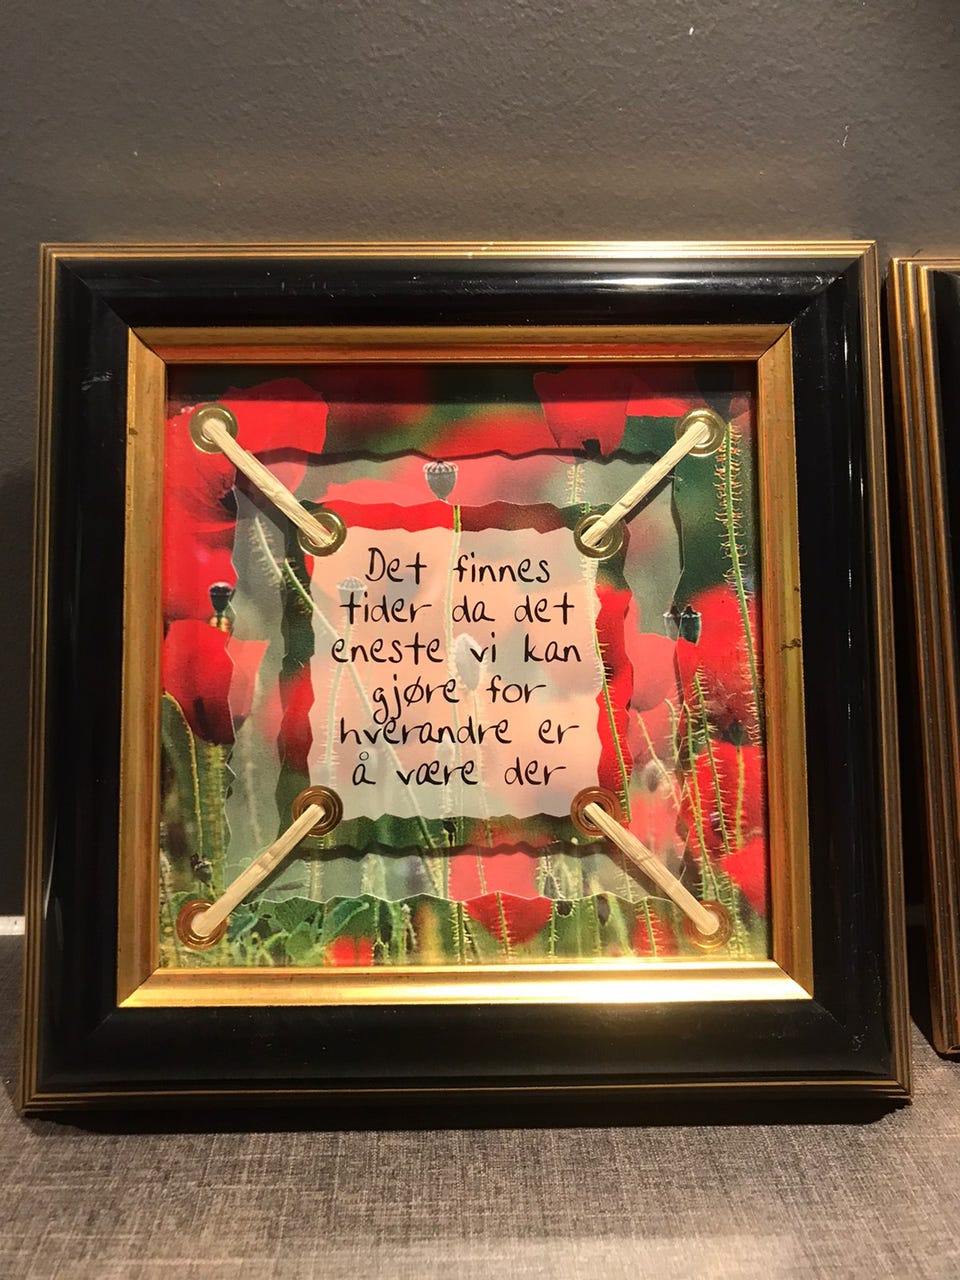 Det finnes
tider da det
eneste vi kan
gjøre for
hverandre er
å være der